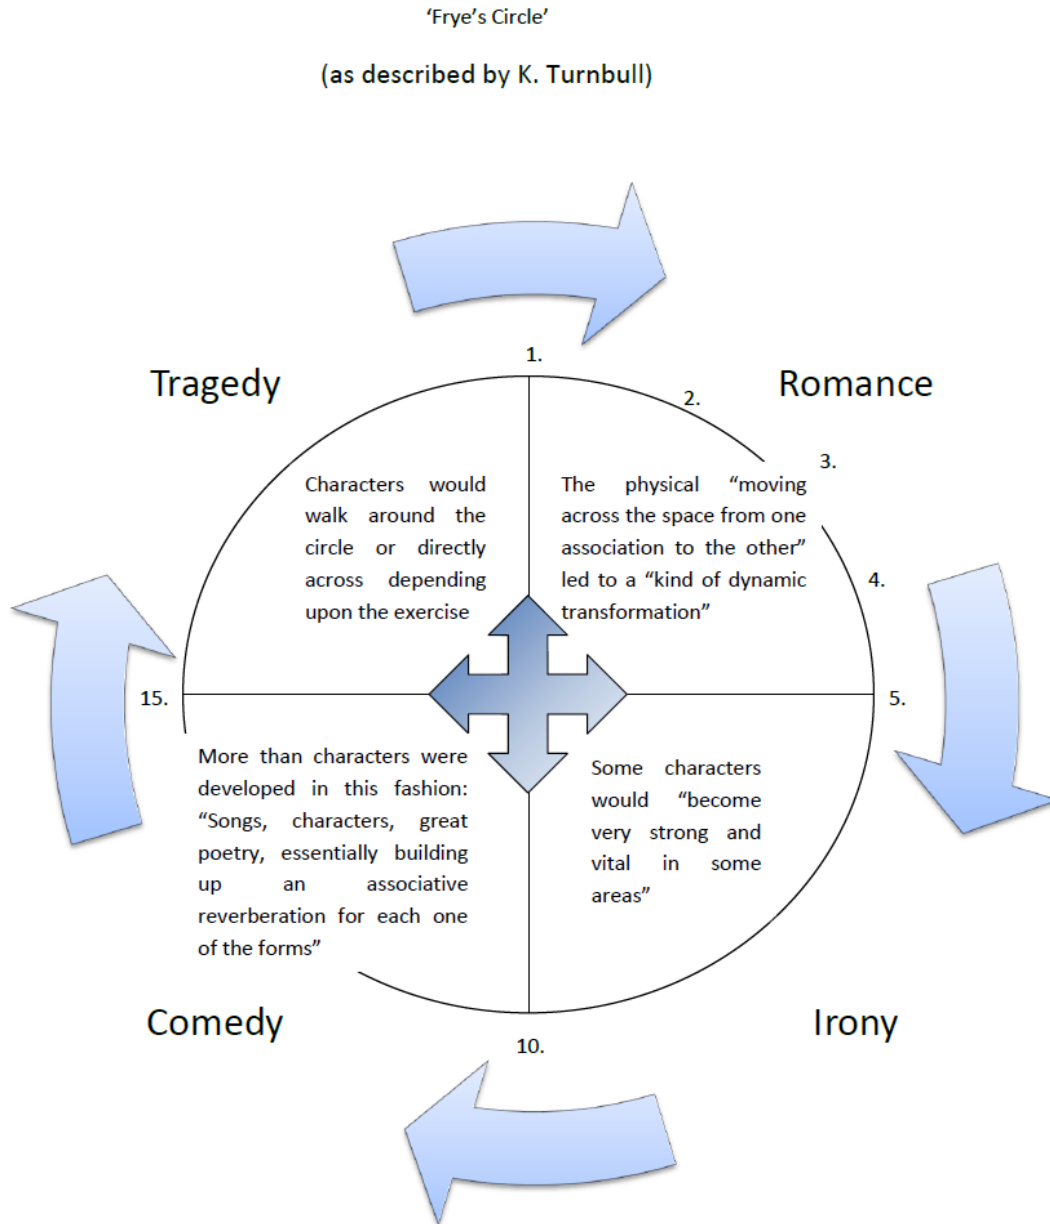 ‘Frye’s Circle’
(as described by K. Turnbull)
1.
Tragedy
Romance
2.
3.
Characters would
walk around the
circle or directly
across depending
upon the exercise
The physical “moving
across the space from one
association to the other”
led to a “kind of dynamic
transformation”
4.
15.
5.
More than characters were
developed in this fashion:
“Songs, characters, great
poetry, essentially building
up an associative
reverberation for each one
of the forms”
Some characters
would “become
very strong and
vital in some
areas”
Comedy
Irony
10.